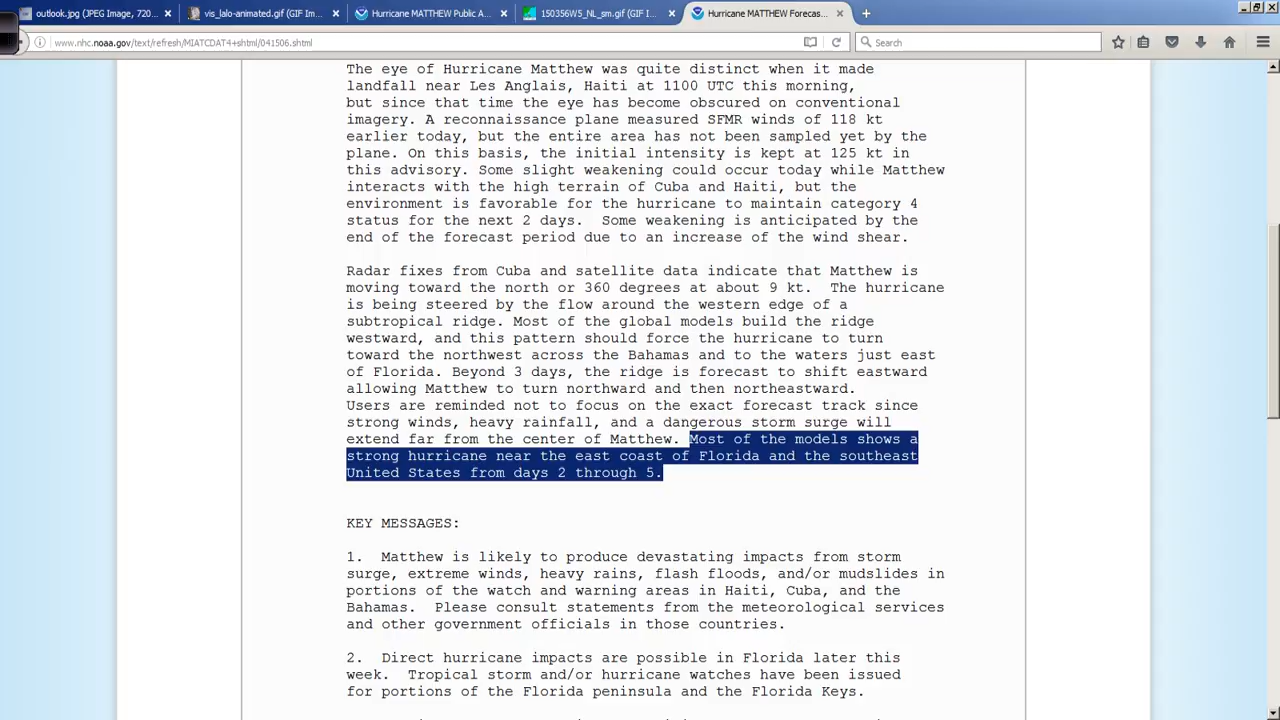 outlook.jpg (JPEG Image, 720...
vis_lalo-animated.gif (GIF Im...
Hurricane MATTHEW Public A...
150356W5_NL_sm.gif (GIF I...
Hurricane MATTHEW Forecas...
www.nhc.noaa.gov/text/refresh/MIATCDAT4+shtml/041506.shtml
Search
The eye of Hurricane Matthew was quite distinct when it made
landfall near Les Anglais, Haiti at 1100 UTC this morning,
but since that time the eye has become obscured on conventional
imagery. A reconnaissance plane measured SFMR winds of 118 kt
earlier today, but the entire area has not been sampled yet by the
plane. On this basis, the initial intensity is kept at 125 kt in
this advisory. Some slight weakening could occur today while Matthew
interacts with the high terrain of Cuba and Haiti, but the
environment is favorable for the hurricane to maintain category 4
status for the next 2 days.  Some weakening is anticipated by the
end of the forecast period due to an increase of the wind shear.
Radar fixes from Cuba and satellite data indicate that Matthew is
moving toward the north or 360 degrees at about 9 kt.  The hurricane
is being steered by the flow around the western edge of a
subtropical ridge. Most of the global models build the ridge
westward, and this pattern should force the hurricane to turn
toward the northwest across the Bahamas and to the waters just east
of Florida. Beyond 3 days, the ridge is forecast to shift eastward
allowing Matthew to turn northward and then northeastward.
Users are reminded not to focus on the exact forecast track since
strong winds, heavy rainfall, and a dangerous storm surge will
extend far from the center of Matthew. Most of the models shows a
strong hurricane near the east coast of Florida and the southeast
United States from days 2 through 5.
KEY MESSAGES:
1.  Matthew is likely to produce devastating impacts from storm
surge, extreme winds, heavy rains, flash floods, and/or mudslides in
portions of the watch and warning areas in Haiti, Cuba, and the
Bahamas.  Please consult statements from the meteorological services
and other government officials in those countries.
2.  Direct hurricane impacts are possible in Florida later this
week.  Tropical storm and/or hurricane watches have been issued
for portions of the Florida peninsula and the Florida Keys.